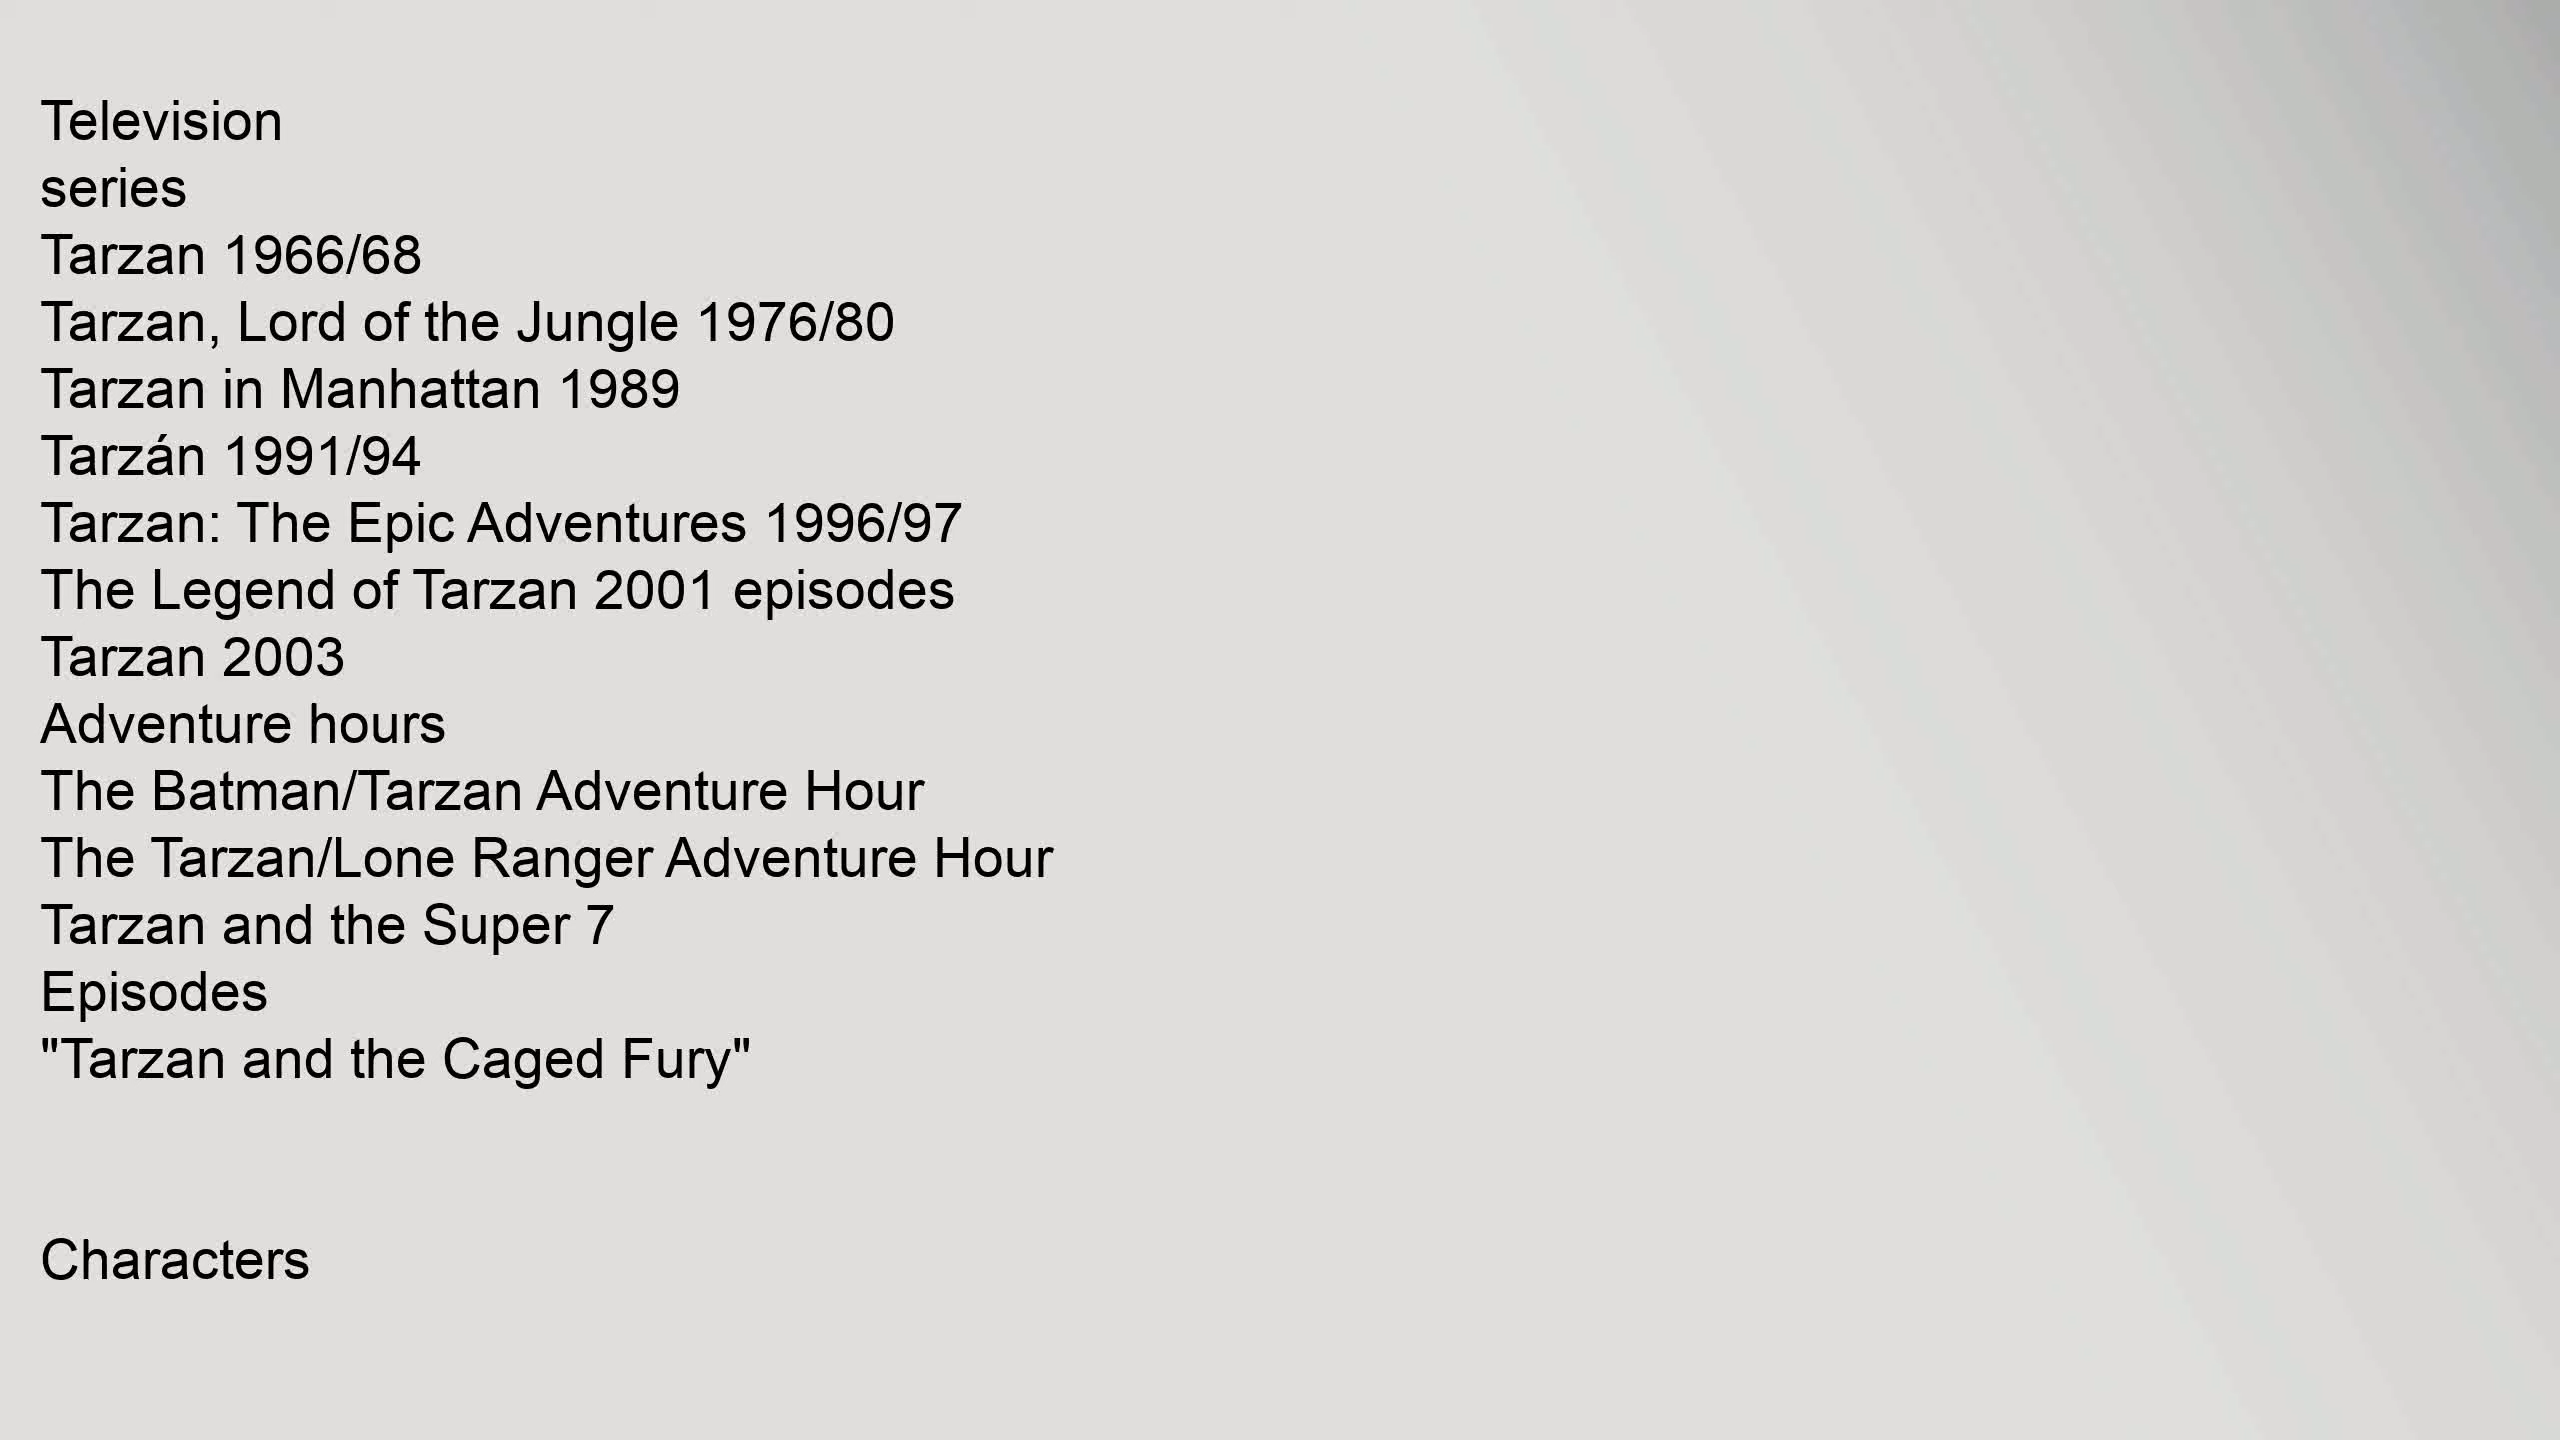 Television
series
Tarzan 1966/68
Tarzan, Lord of the Jungle 1976/80
Tarzan in Manhattan 1989
Tarzán 1991/94
Tarzan: The Epic Adventures 1996/97
The Legend of Tarzan 2001 episodes
Tarzan 2003
Adventure hours
The Batman/Tarzan Adventure Hour
The Tarzan/Lone Ranger Adventure Hour
Tarzan and the Super 7
Episodes
"Tarzan and the Caged Fury"
Characters